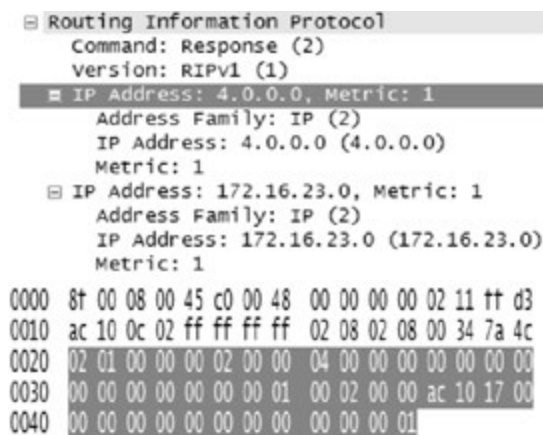 Routing Information Protocol
Command: Response (2)
Version: RIPv1 (1)
IP Address: 4.0.0.0, Metric: 1
Address Family: IP (2)
IP Address: 4.0.0.0 (4.0.0.0)
Metric: 1
IP Address: 172.16.23.0, Metric: 1
Address Family: IP (2)
IP Address: 172.16.23.0 (172.16.23.0)
Metric: 1
0000 8f 00 08 00 45 c0 00 48 00 00 00 00 02 11 ff d3
0010 ac 10 0c 02 ff ff ff ff 02 08 02 08 00 34 7a 4c
0020 02 01 00 00 00 02 00 00 04 00 00 00 00 00 00 00
0030 00 00 00 00 00 00 00 01 00 02 00 00 ac 10 17 00
0040 00 00 00 00 00 00 00 00 00 00 00 01